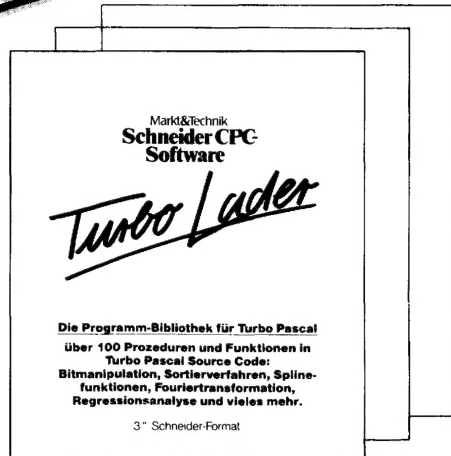 Markt&Technik
Schneider CPC-
Software
Turbo Lader
Die Programm-Bibliothek für Turbo Pascal
über 100 Prozeduren und Funktionen in
Turbo Pascal Source Code:
Bitmanipulation, Sortierverfahren, Spline-
funktionen, Fouriertransformation,
Regressionsanalyse und vieles mehr.
3" Schneider-Format